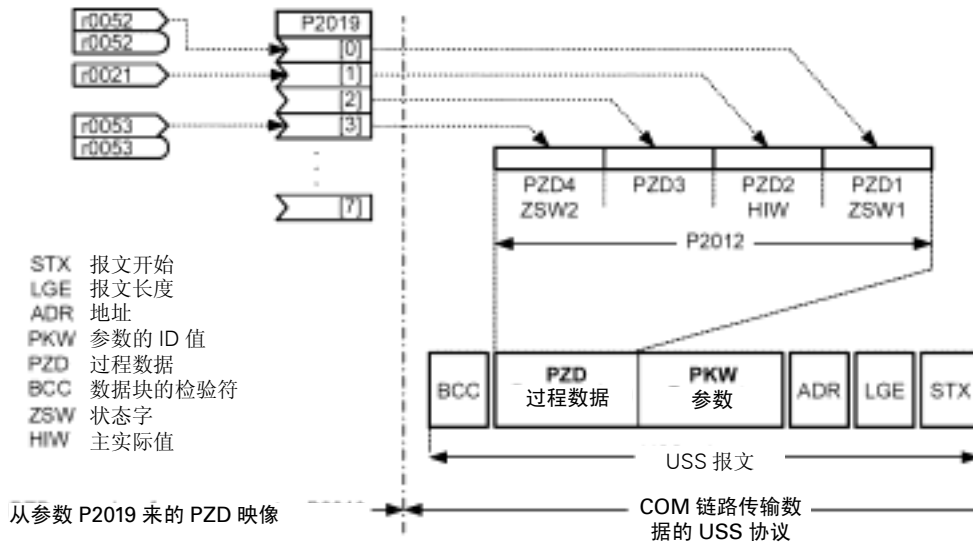 r0052
r0052
r0021
r0053
r0053
P2019
[0]
[1]
[2]
[3]
[7]
PZD4 PZD3 PZD2 PZD1
ZSW2 HIW ZSW1
P2012
STX 报文开始
LGE 报文长度
ADR 地址
PKW 参数的 ID 值
PZD 过程数据
BCC 数据块的检验符
ZSW 状态字
HIW 主实际值
BCC PZD 过程数据 PKW 参数 ADR LGE STX
USS 报文
从参数 P2019 来的 PZD 映像
COM 链路传输数
据的 USS 协议